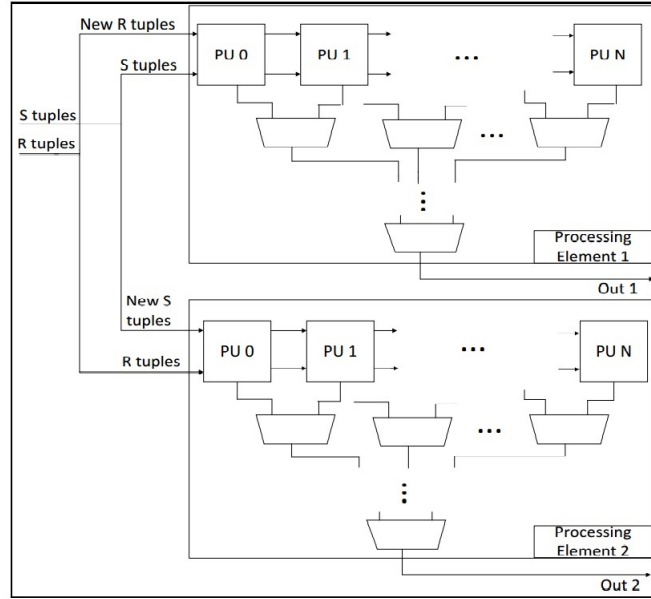 New R tuples
S tuples
S tuples
R tuples
PU 0
PU 1
...
PU N
...
Processing
Element 1
Out 1
New S
tuples
R tuples
PU 0
PU 1
...
PU N
...
Processing
Element 2
Out 2